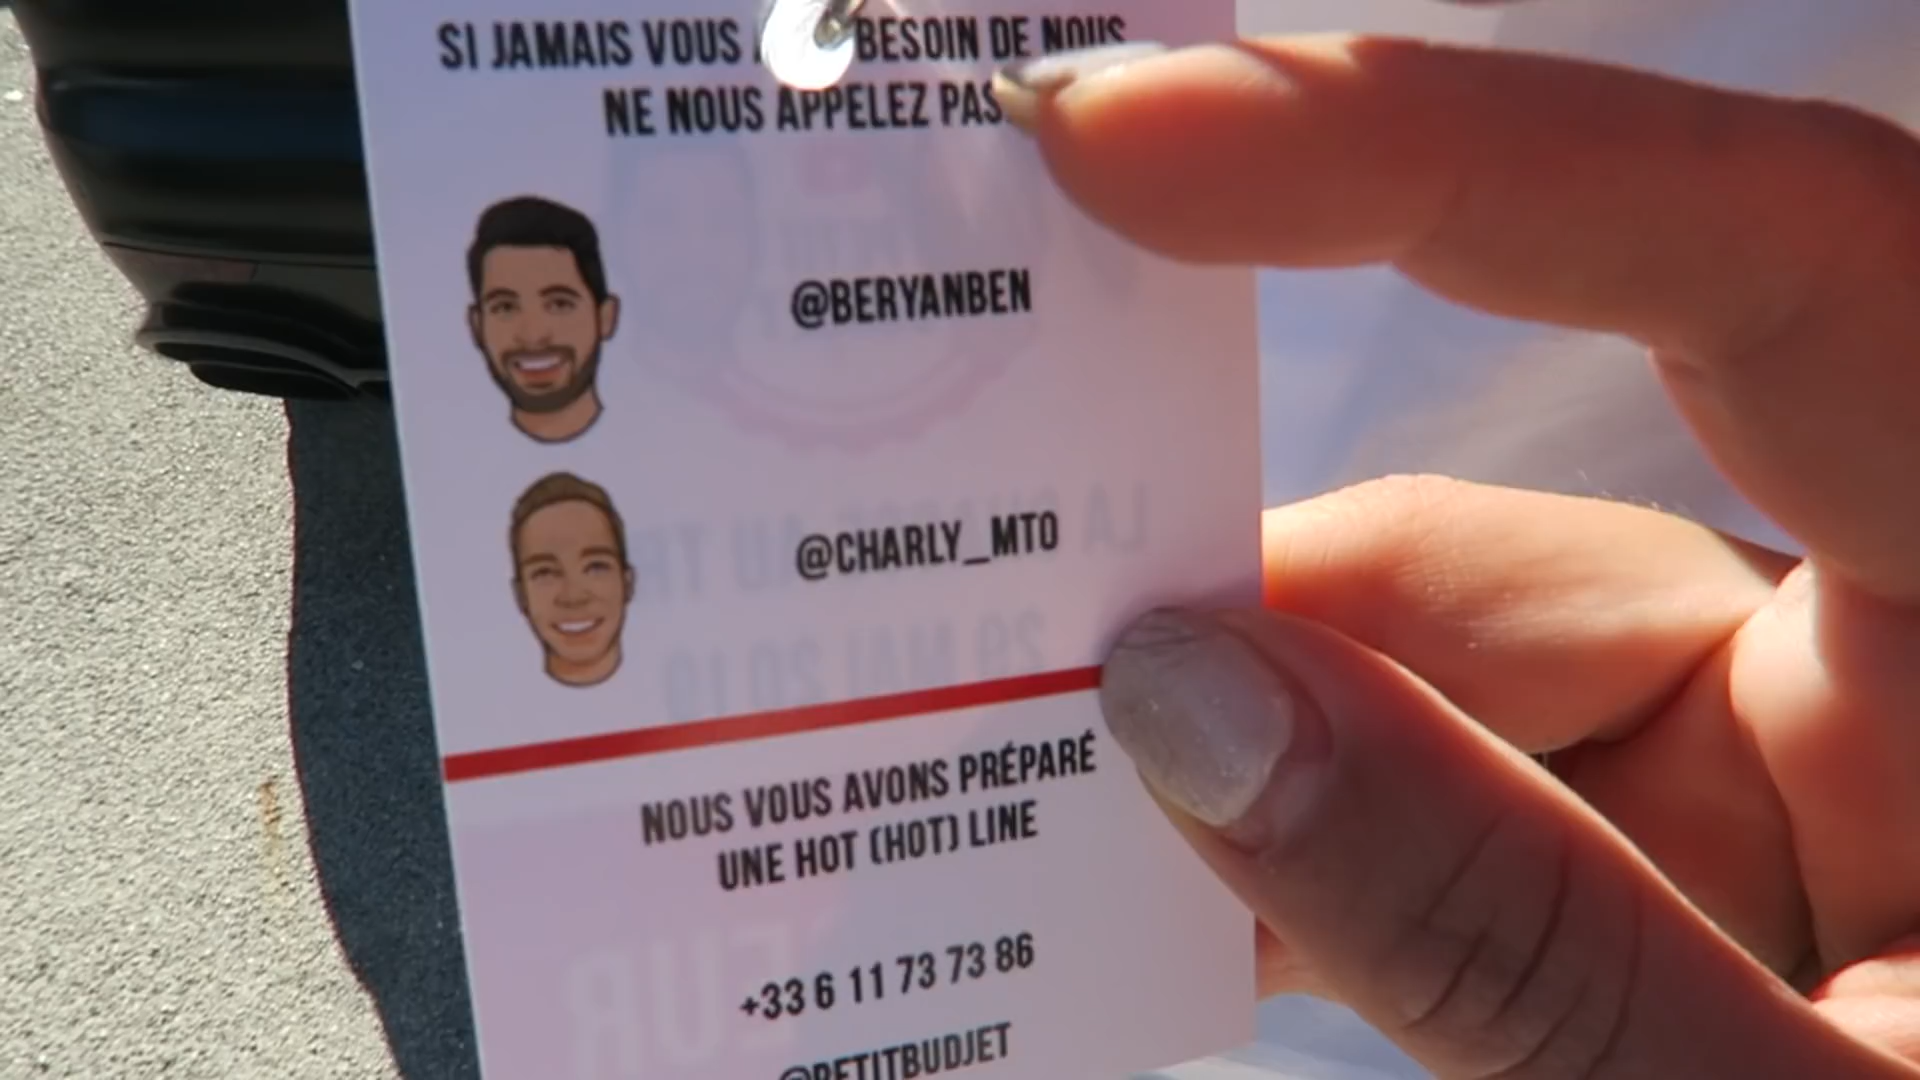 SI JAMAIS VOUS BESOIN DE NOUS
NE NOUS APPELEZ PAS
@BERYANBEN
@CHARLY_MTO
NOUS VOUS AVONS PRÉPARÉ
UNE HOT (HOT) LINE
+33 6 11 73 73 86
@PETITBUDJET